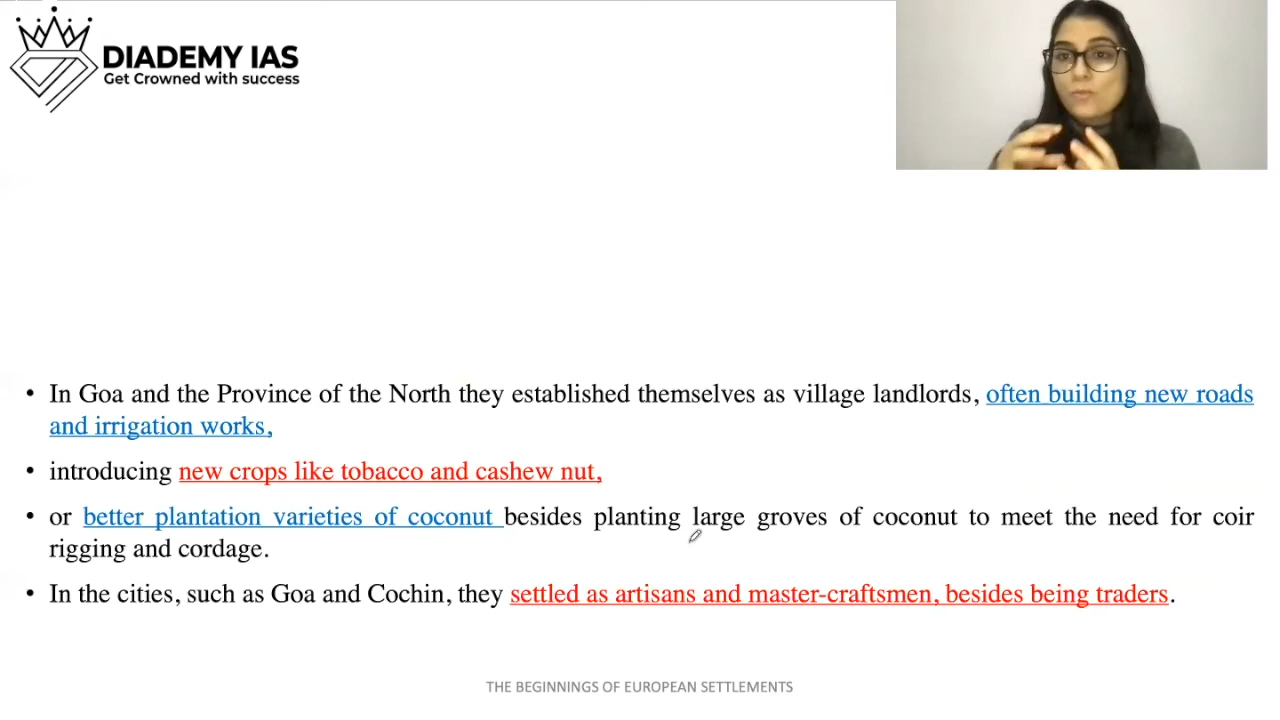 DIADEMY IAS
Get Crowned with success
• In Goa and the Province of the North they established themselves as village landlords, often building new roads
and irrigation works,
• introducing new crops like tobacco and cashew nut,
• or better plantation varieties of coconut besides planting large groves of coconut to meet the need for coir
rigging and cordage.
• In the cities, such as Goa and Cochin, they settled as artisans and master-craftsmen, besides being traders.
THE BEGINNINGS OF EUROPEAN SETTLEMENTS